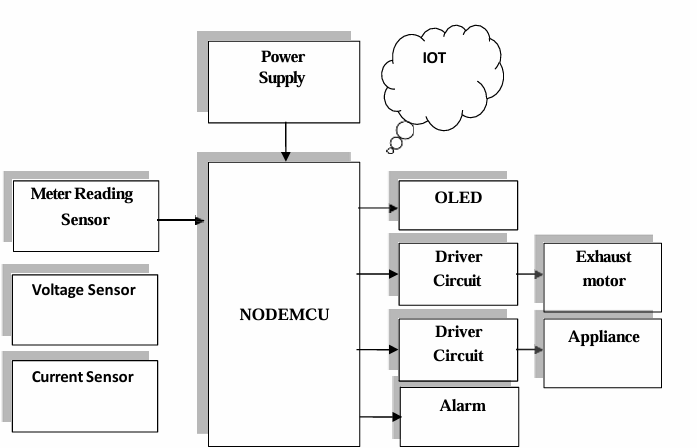 Power
Supply
IOT
Meter Reading
Sensor
OLED
Driver
Circuit
Exhaust
motor
Voltage Sensor
NODEMCU
Driver
Circuit
Appliance
Current Sensor
Alarm